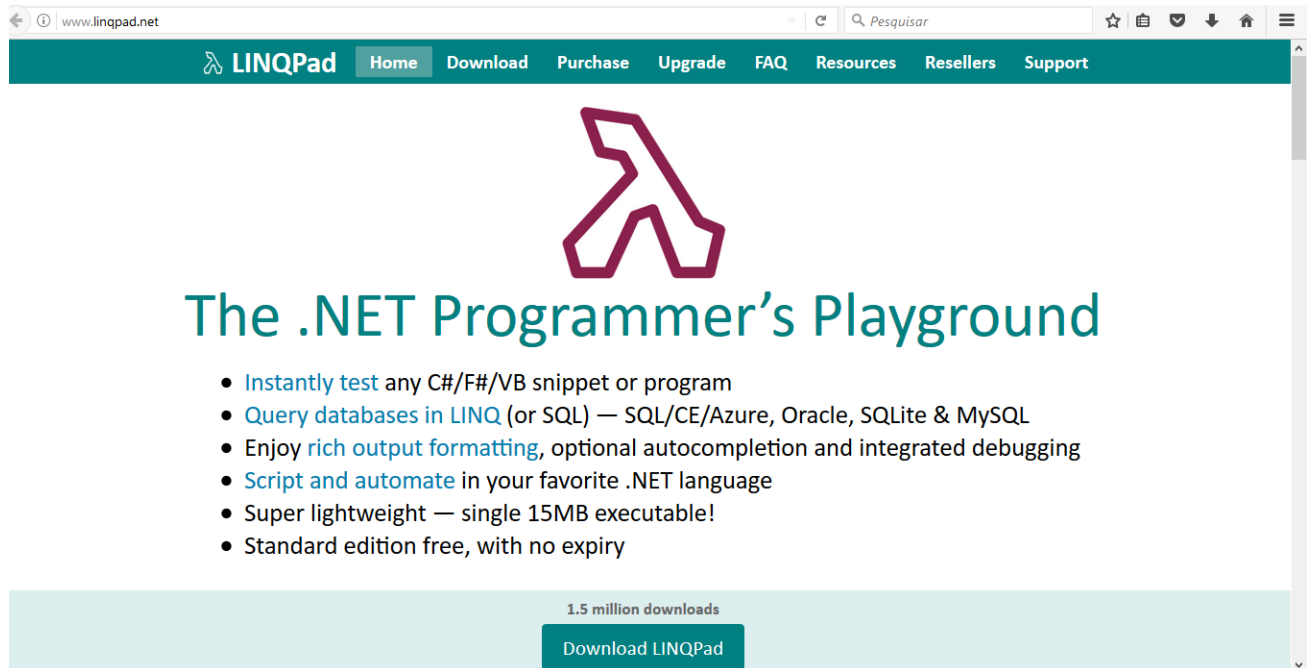 www.linqpad.net
Pesquisar
LINQPad Home Download Purchase Upgrade FAQ Resources Resellers Support
The .NET Programmer’s Playground
● Instantly test any C#/F#/VB snippet or program
● Query databases in LINQ (or SQL) — SQL/CE/Azure, Oracle, SQLite & MySQL
● Enjoy rich output formatting, optional autocompletion and integrated debugging
● Script and automate in your favorite .NET language
● Super lightweight — single 15MB executable!
● Standard edition free, with no expiry
1.5 million downloads
Download LINQPad